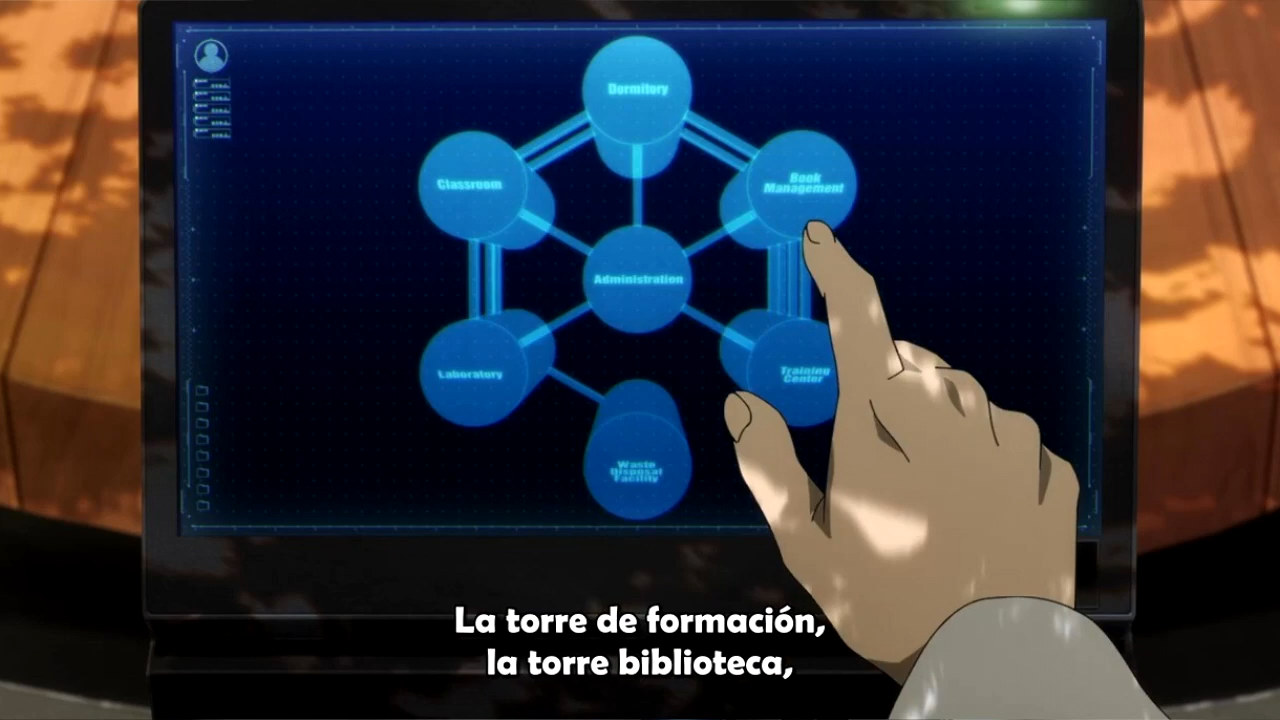 Dormitory
Classroom
Book
Management
Administration
Laboratory
Training
Center
Waste
Disposal
Facility
La torre de formación,
la torre biblioteca,